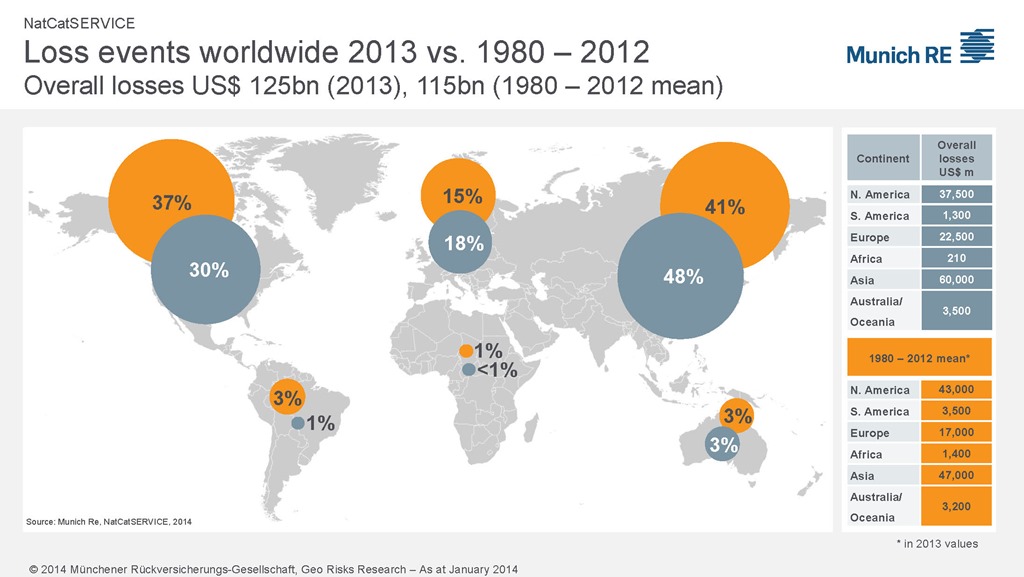 NatCatSERVICE
Loss events worldwide 2013 vs. 1980 – 2012
Overall losses US$ 125bn (2013), 115bn (1980 – 2012 mean)
Munich RE
37%
30%
15%
18%
41%
48%
1%
<1%
3%
1%
3%
3%
Source: Munich Re, NatCatSERVICE, 2014
Continent
Overall
losses
US$ m
N. America 37,500
S. America 1,300
Europe 22,500
Africa 210
Asia 60,000
Australia/
Oceania
3,500
1980 – 2012 mean*
N. America 43,000
S. America 3,500
Europe 17,000
Africa 1,400
Asia 47,000
Australia/
Oceania
3,200
* in 2013 values
© 2014 Münchener Rückversicherungs-Gesellschaft, Geo Risks Research – As at January 2014